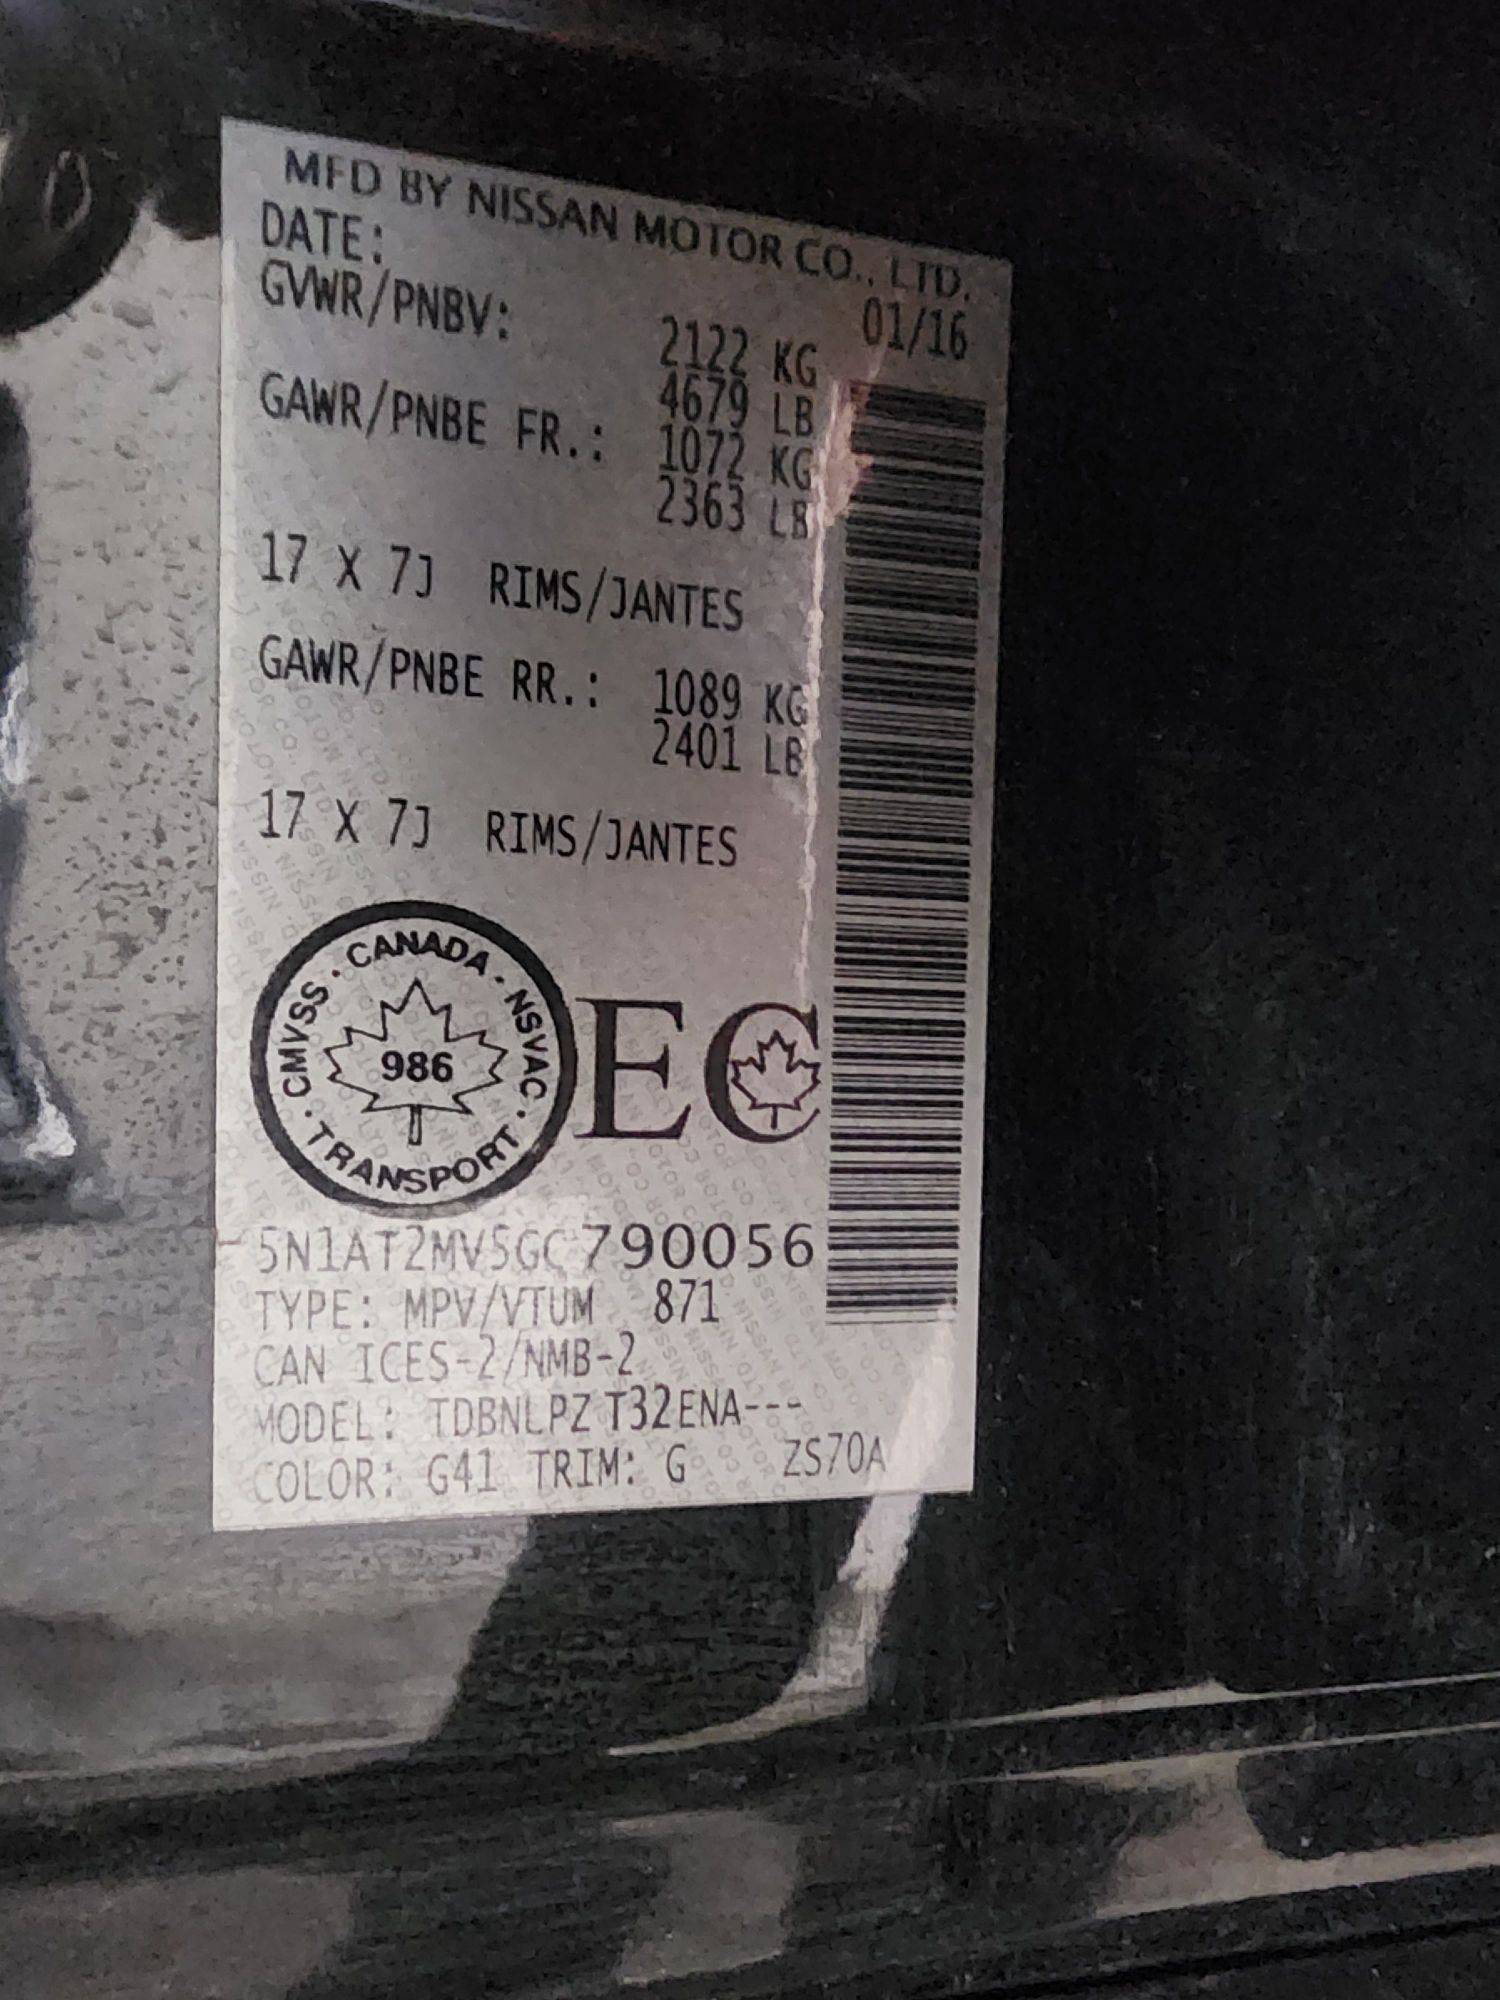 MFD BY NISSAN MOTOR CO., LTD.
DATE: 01/16
GVWR/PNBV: 2122 KG
4679 LB
GAWR/PNBE FR.: 1072 KG
2363 LB
17 X 7J RIMS/JANTES
GAWR/PNBE RR.: 1089 KG
2401 LB
17 X 7J RIMS/JANTES
CANADA · NSVAC · TRANSPORT · CMVSS ·
986
EC
5N1AT2MV5GC790056
TYPE: MPV/VTUM 871
CAN ICES-2/NMB-2
MODEL: TDBNLPZ T32ENA---
COLOR: G41 TRIM: G ZS70A